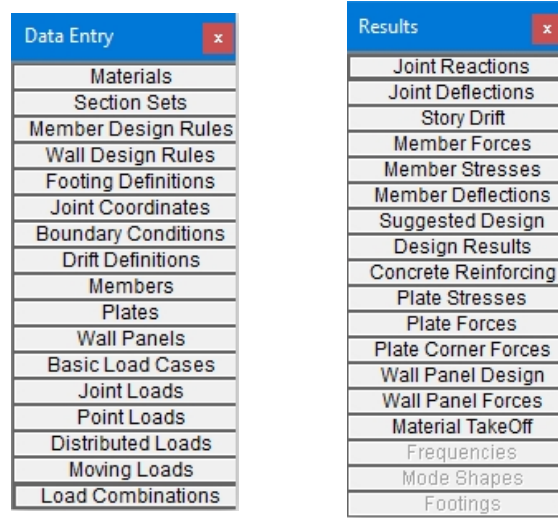 Data Entry
x
Materials
Section Sets
Member Design Rules
Wall Design Rules
Footing Definitions
Joint Coordinates
Boundary Conditions
Drift Definitions
Members
Plates
Wall Panels
Basic Load Cases
Joint Loads
Point Loads
Distributed Loads
Moving Loads
Load Combinations
Results
x
Joint Reactions
Joint Deflections
Story Drift
Member Forces
Member Stresses
Member Deflections
Suggested Design
Design Results
Concrete Reinforcing
Plate Stresses
Plate Forces
Plate Corner Forces
Wall Panel Design
Wall Panel Forces
Material TakeOff
Frequencies
Mode Shapes
Footings